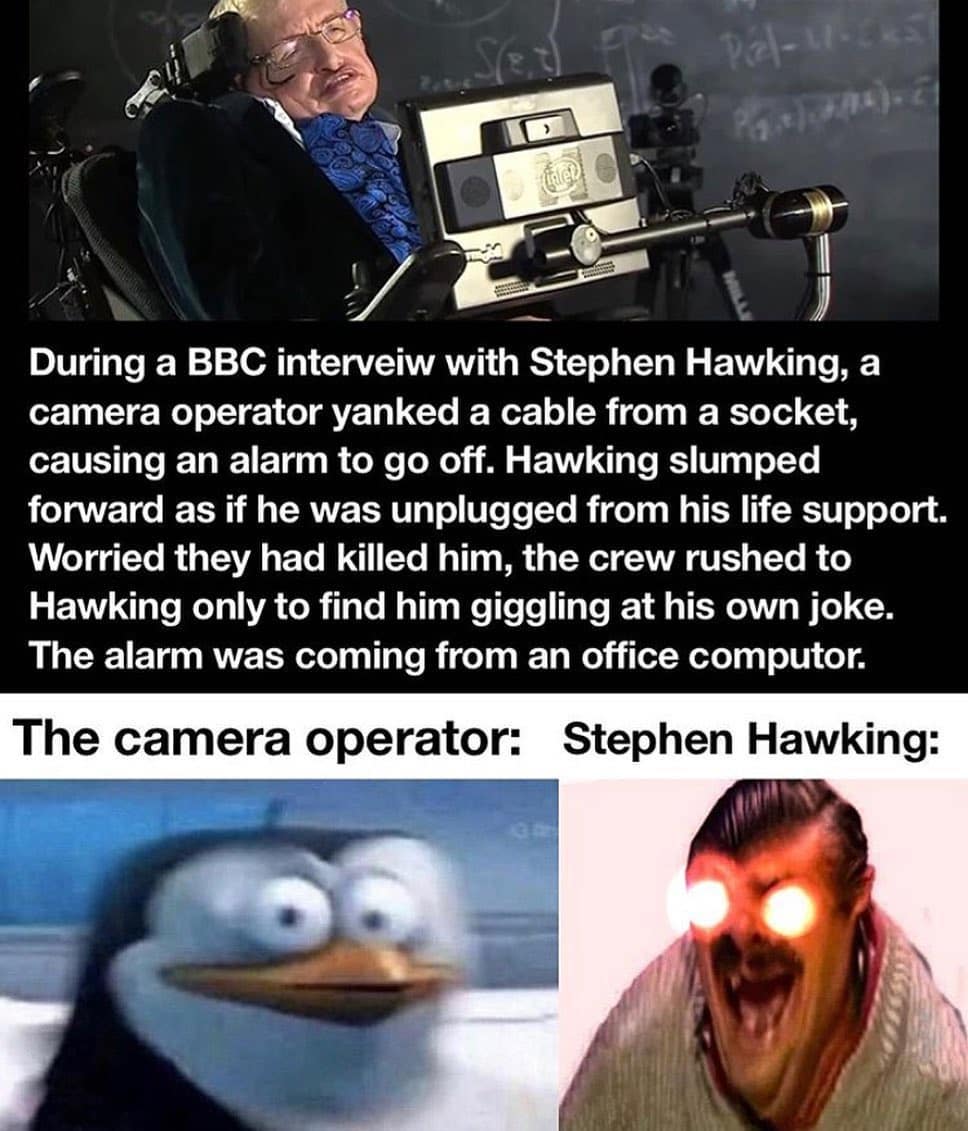 intel
During a BBC interveiw with Stephen Hawking, a
camera operator yanked a cable from a socket,
causing an alarm to go off. Hawking slumped
forward as if he was unplugged from his life support.
Worried they had killed him, the crew rushed to
Hawking only to find him giggling at his own joke.
The alarm was coming from an office computor.
The camera operator: Stephen Hawking: